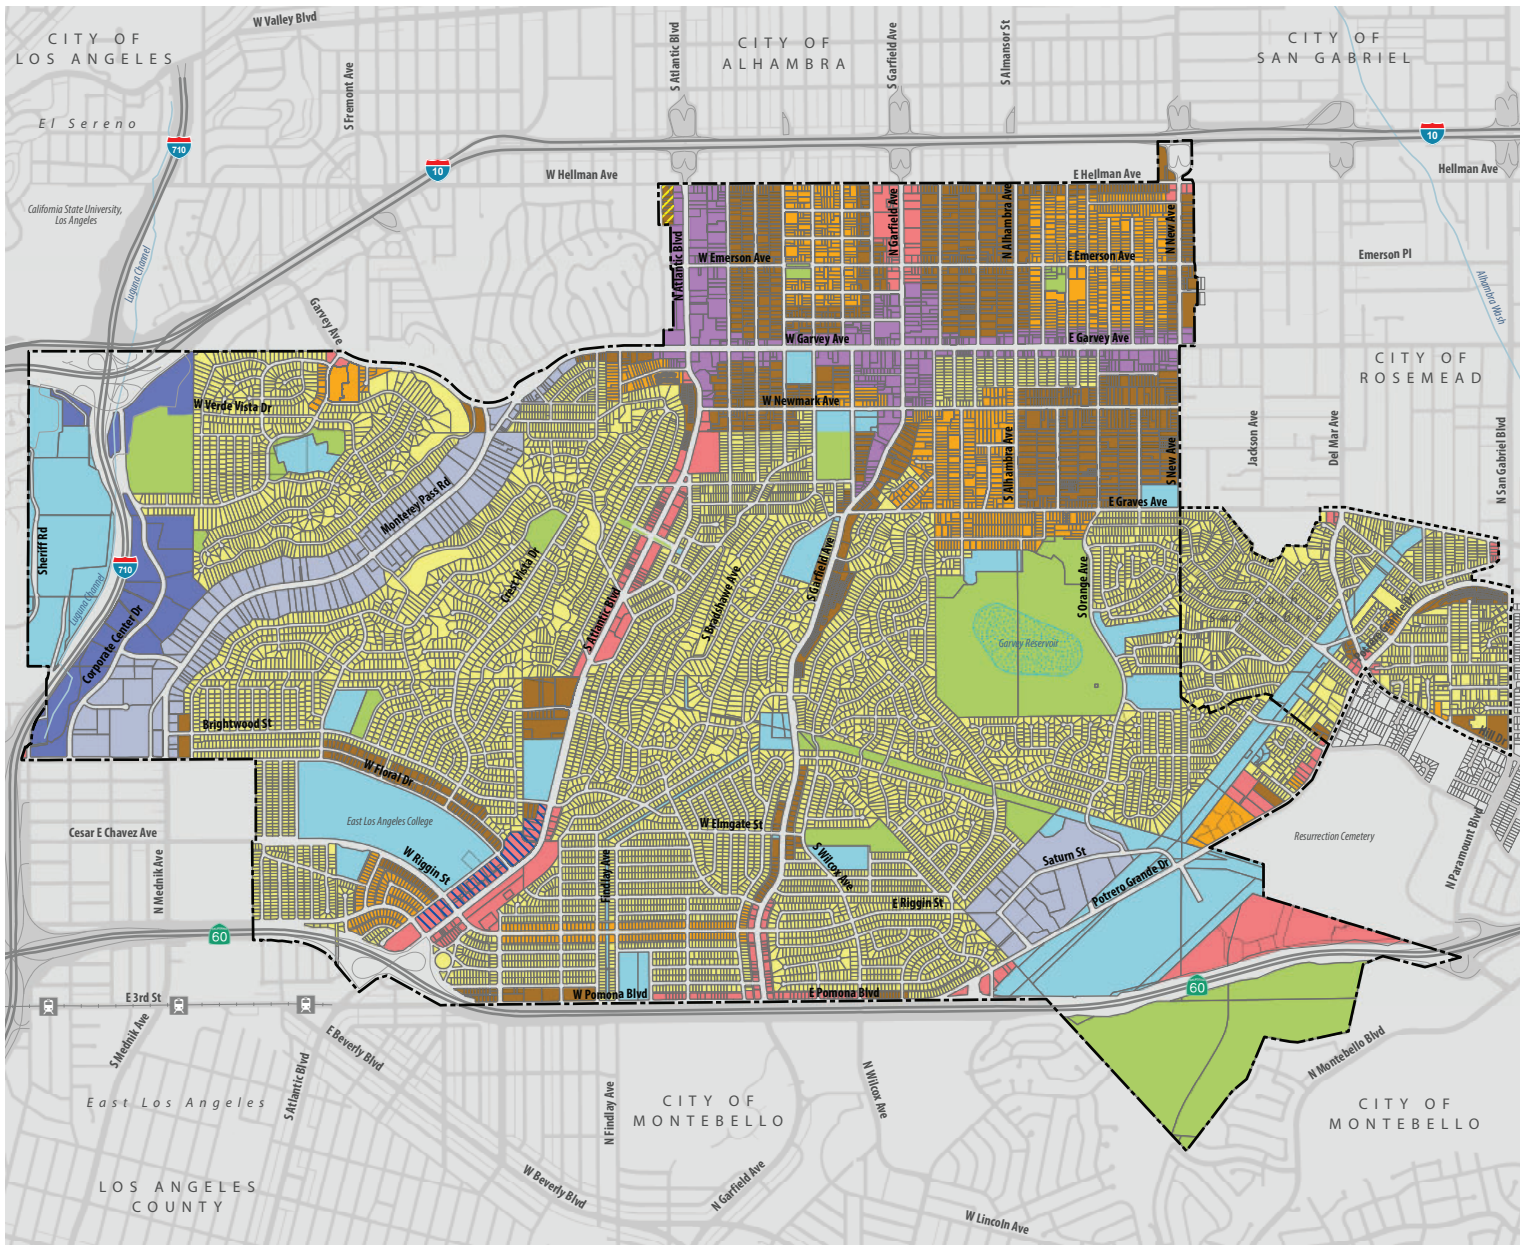 W Valley Blvd
CITY OF
LOS ANGELES
S Atlantic Blvd
CITY OF
ALHAMBRA
S Garfield Ave
S Almansor St
CITY OF
SAN GABRIEL
S Fremont Ave
El Sereno
710
10
10
W Hellman Ave
E Hellman Ave
Hellman Ave
California State University,
Los Angeles
Luguna Channel
N Atlantic Blvd
N Garfield Ave
N Alhambra Ave
N New Ave
W Emerson Ave
E Emerson Ave
Emerson Pl
Alhambra Wash
Garvey Ave
W Garvey Ave
E Garvey Ave
CITY OF
ROSEMEAD
W Verde Vista Dr
W Newmark Ave
Jackson Ave
Del Mar Ave
N San Gabriel Blvd
S Alhambra Ave
S New Ave
Monterey Pass Rd
E Graves Ave
Sheriff Rd
710
Luguna Channel
Crest Vista Dr
S Garfield Ave
S Orange Ave
S Bradshawe Ave
S Atlantic Blvd
Corporate Center Dr
Garvey Reservoir
Potrero Grande Dr
Brightwood St
Hill Dr
W Floral Dr
East Los Angeles College
Cesar E Chavez Ave
W Elmgate St
Resurrection Cemetery
N Paramount Blvd
N Mednik Ave
W Riggin St
Findlay Ave
S Wilcox Ave
Saturn St
Potrero Grande Dr
E Riggin St
60
60
E 3rd St
W Pomona Blvd
E Pomona Blvd
S Mednik Ave
E Beverly Blvd
S Atlantic Blvd
N Wilcox Ave
N Montebello Blvd
East Los Angeles
N Findlay Ave
CITY OF
MONTEBELLO
CITY OF
MONTEBELLO
LOS ANGELES
COUNTY
W Beverly Blvd
N Garfield Ave
W Lincoln Ave